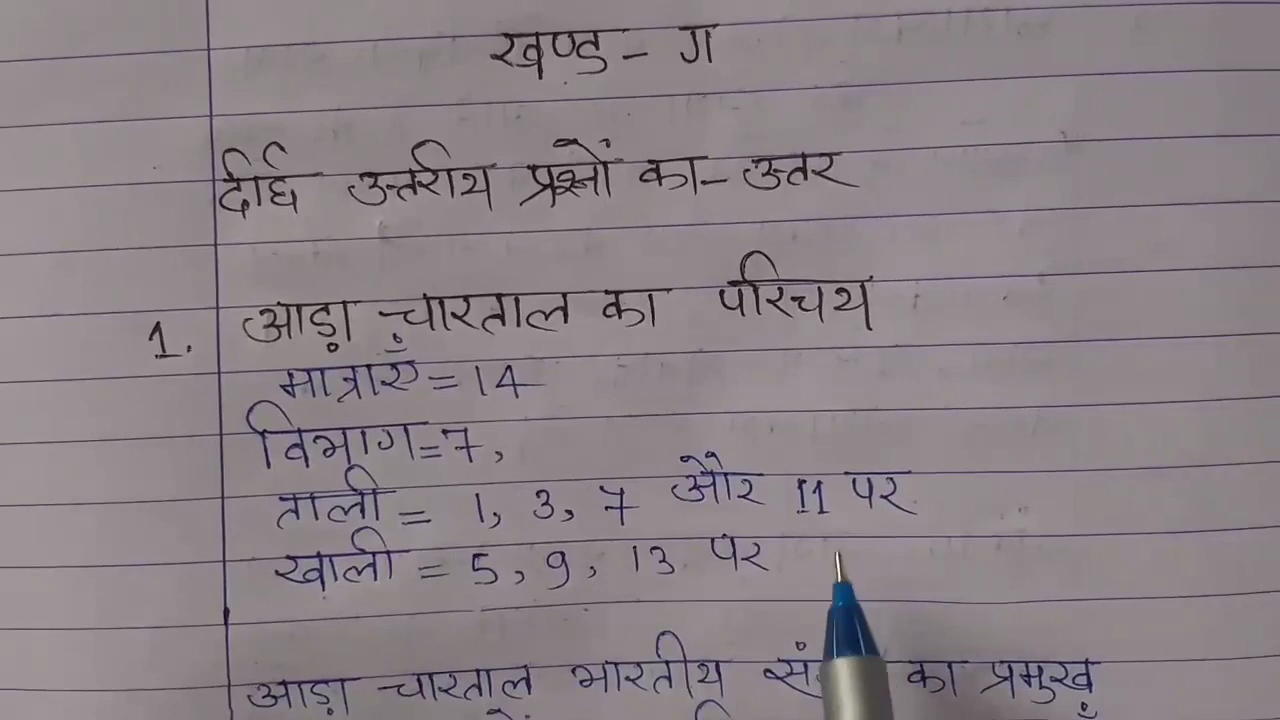 खण्ड - ग
दीर्घ उत्तरीय प्रश्नों का - उत्तर
1. आड़ा चारताल का परिचय
मात्राएँ = 14
विभाग = 7,
ताली = 1, 3, 7 और 11 पर
खाली = 5, 9, 13 पर
आड़ा चारताल भारतीय का प्रमुख